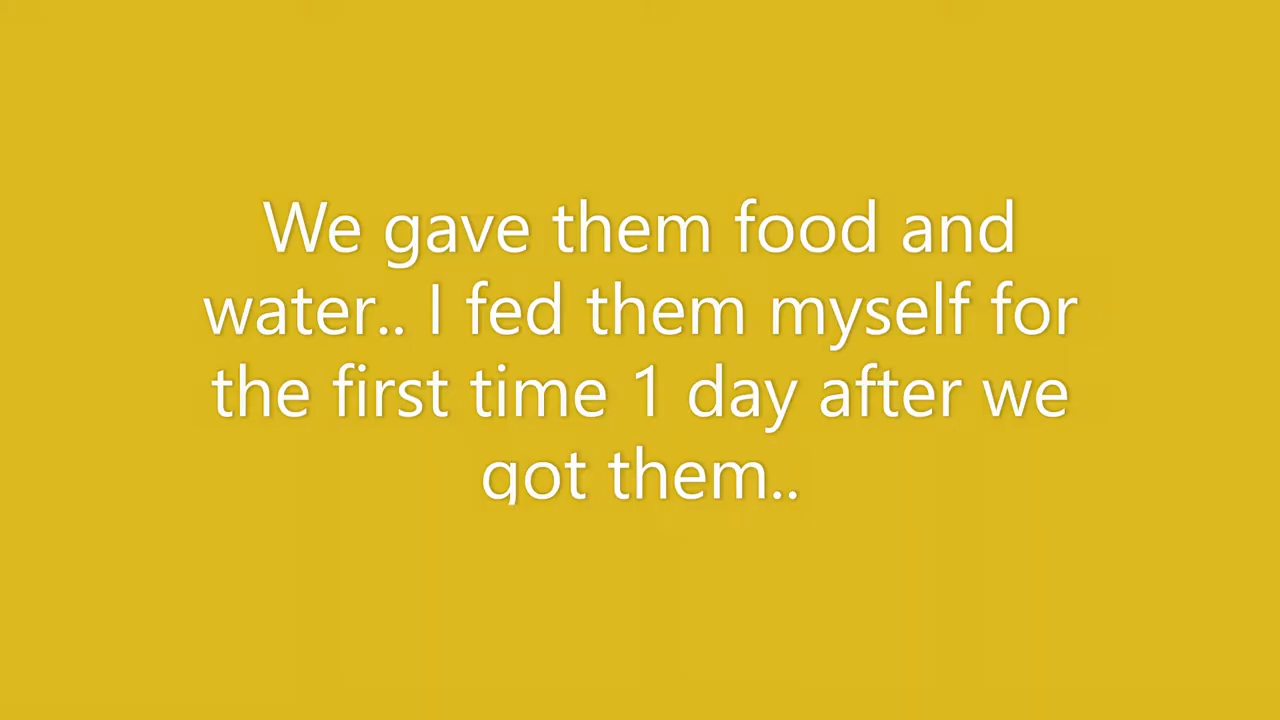 We gave them food and
water.. I fed them myself for
the first time 1 day after we
got them..